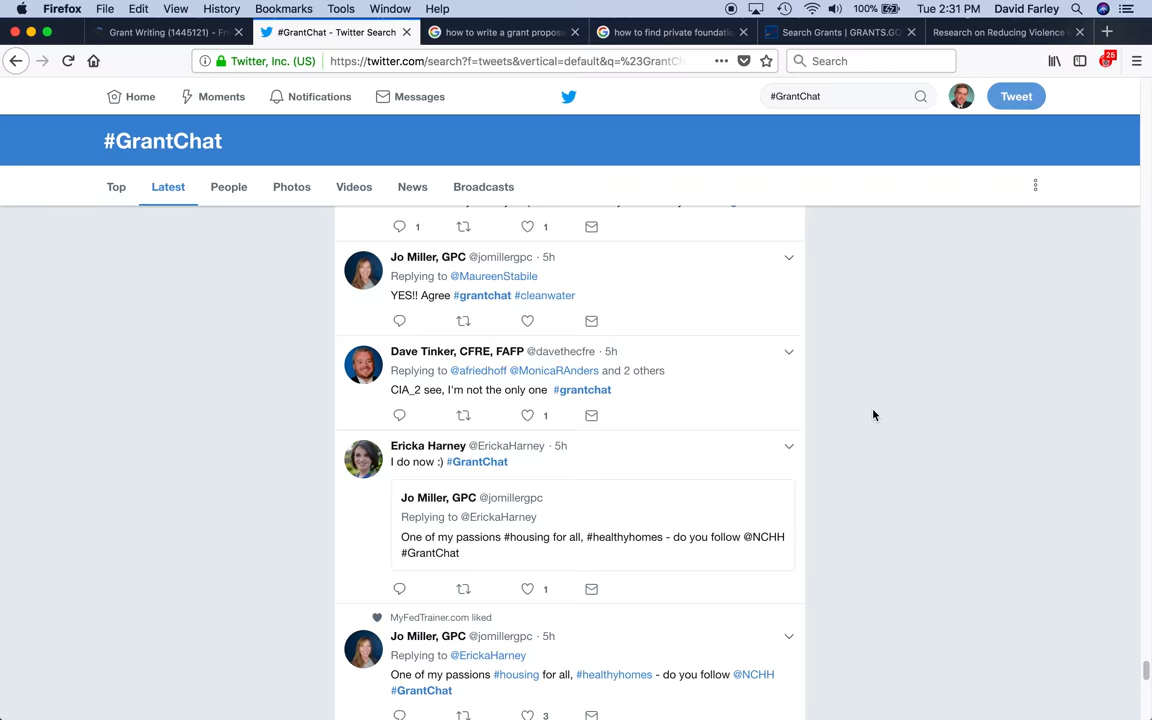 Firefox File Edit View History Bookmarks Tools Window Help 100% Tue 2:31 PM David Farley
Grant Writing (1445121) - Fr
#GrantChat - Twitter Search
how to write a grant propos
how to find private foundati
Search Grants | GRANTS.GO
Research on Reducing Violence
Twitter, Inc. (US) https://twitter.com/search?f=tweets&vertical=default&q=%23GrantCh Search 25
Home Moments Notifications Messages #GrantChat Tweet
#GrantChat
Top Latest People Photos Videos News Broadcasts
1 1
Jo Miller, GPC @jomillergpc · 5h
Replying to @MaureenStabile
YES!! Agree #grantchat #cleanwater
Dave Tinker, CFRE, FAFP @davethecfre · 5h
Replying to @afriedhoff @MonicaRAnders and 2 others
CIA_2 see, I'm not the only one #grantchat
1
Ericka Harney @ErickaHarney · 5h
I do now :) #GrantChat
Jo Miller, GPC @jomillergpc
Replying to @ErickaHarney
One of my passions #housing for all, #healthyhomes - do you follow @NCHH
#GrantChat
1
MyFedTrainer.com liked
Jo Miller, GPC @jomillergpc · 5h
Replying to @ErickaHarney
One of my passions #housing for all, #healthyhomes - do you follow @NCHH
#GrantChat
3